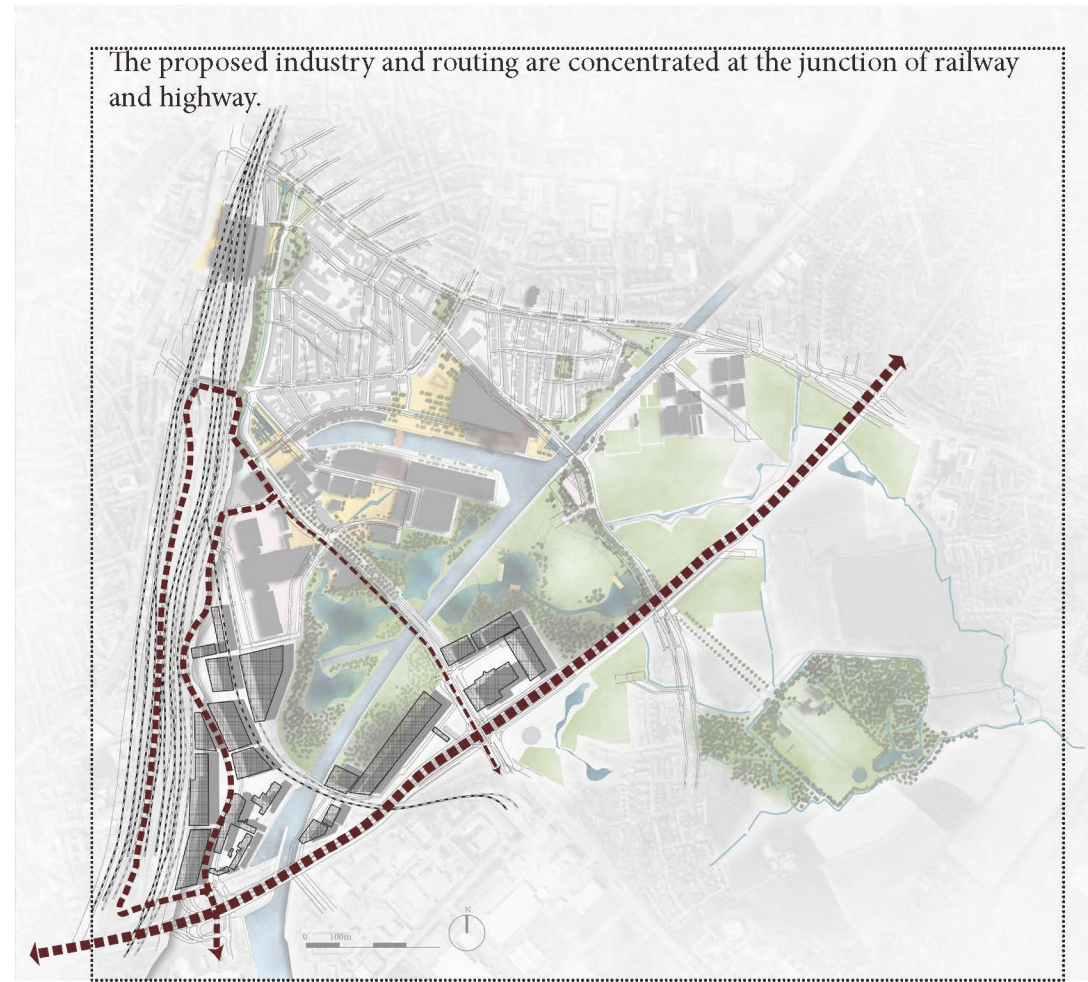 The proposed industry and routing are concentrated at the junction of railway
and highway.
N
0 100m